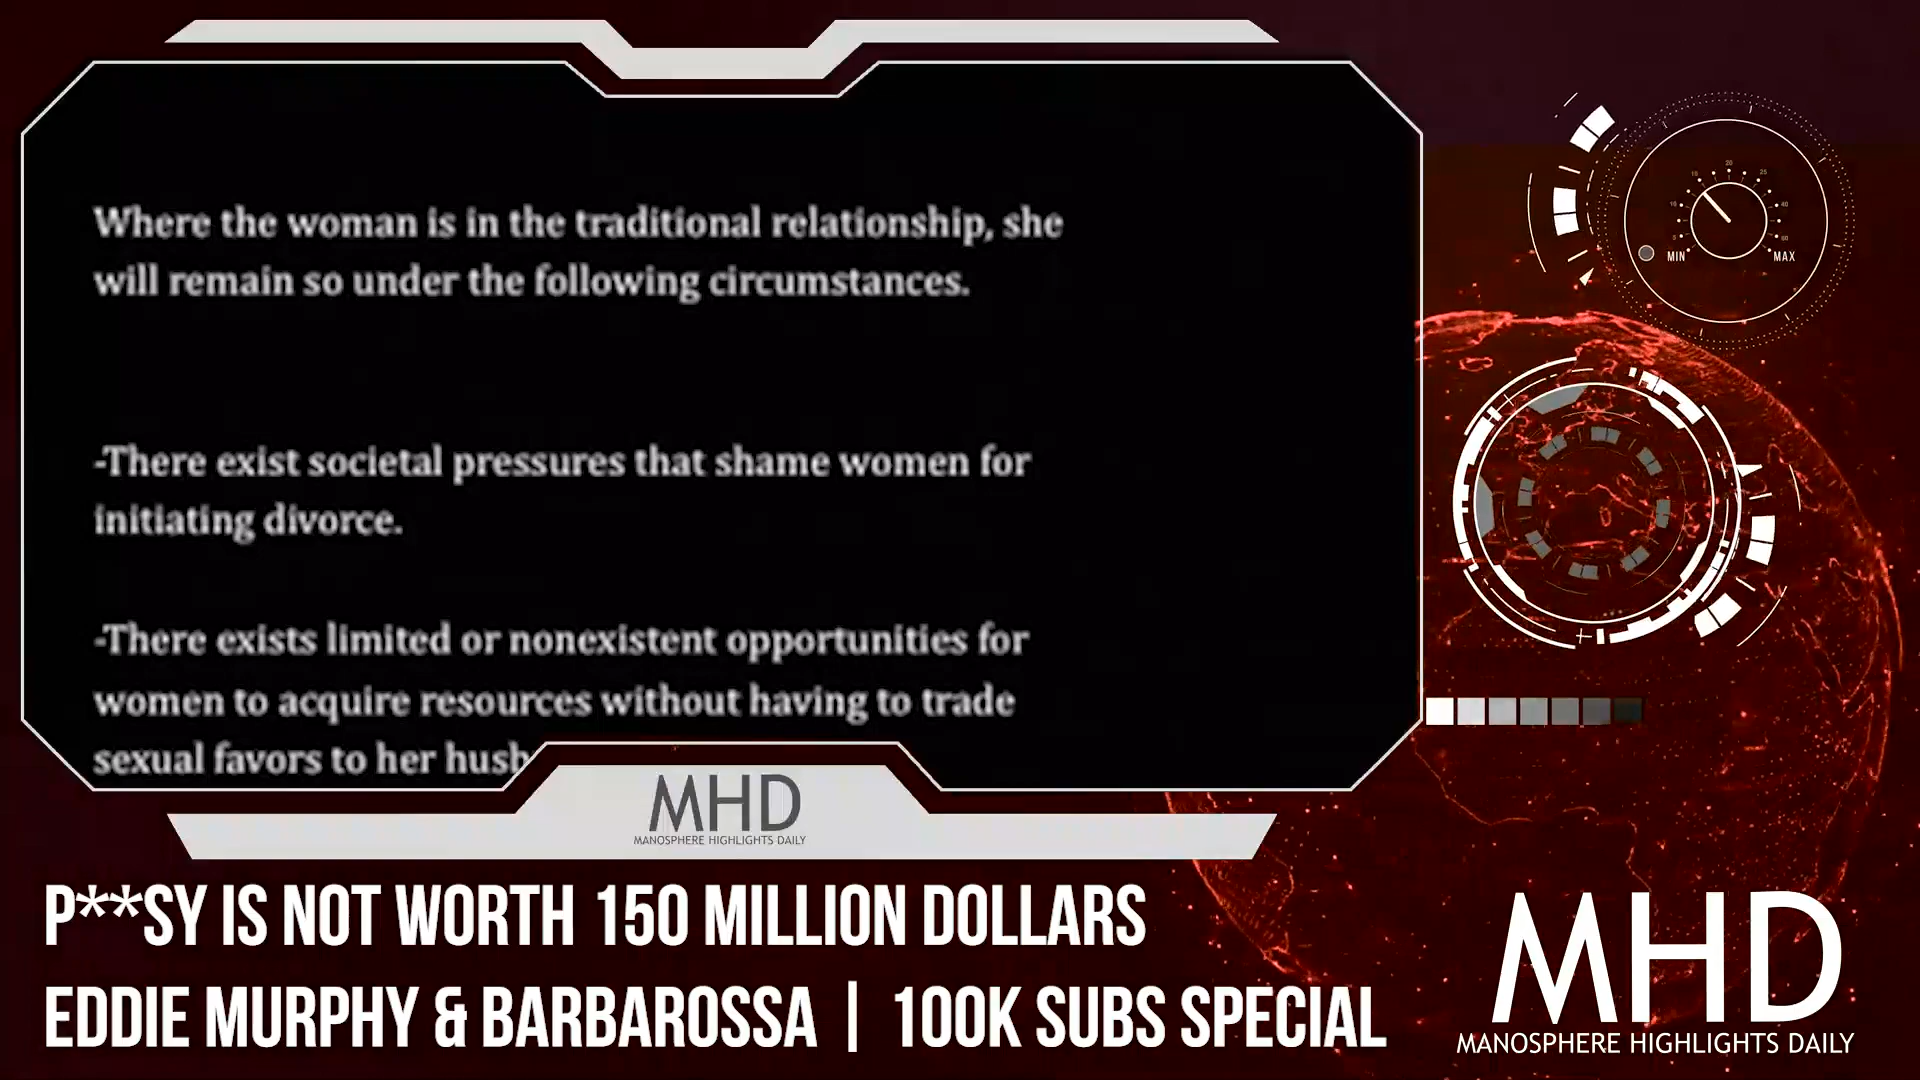 Where the woman is in the traditional relationship, she
will remain so under the following circumstances.
-There exist societal pressures that shame women for
initiating divorce.
-There exists limited or nonexistent opportunities for
women to acquire resources without having to trade
sexual favors to her husb
MHD
MANOSPHERE HIGHLIGHTS DAILY
P**SY IS NOT WORTH 150 MILLION DOLLARS
EDDIE MURPHY & BARBAROSSA | 100K SUBS SPECIAL
MIN
MAX
MHD
MANOSPHERE HIGHLIGHTS DAILY